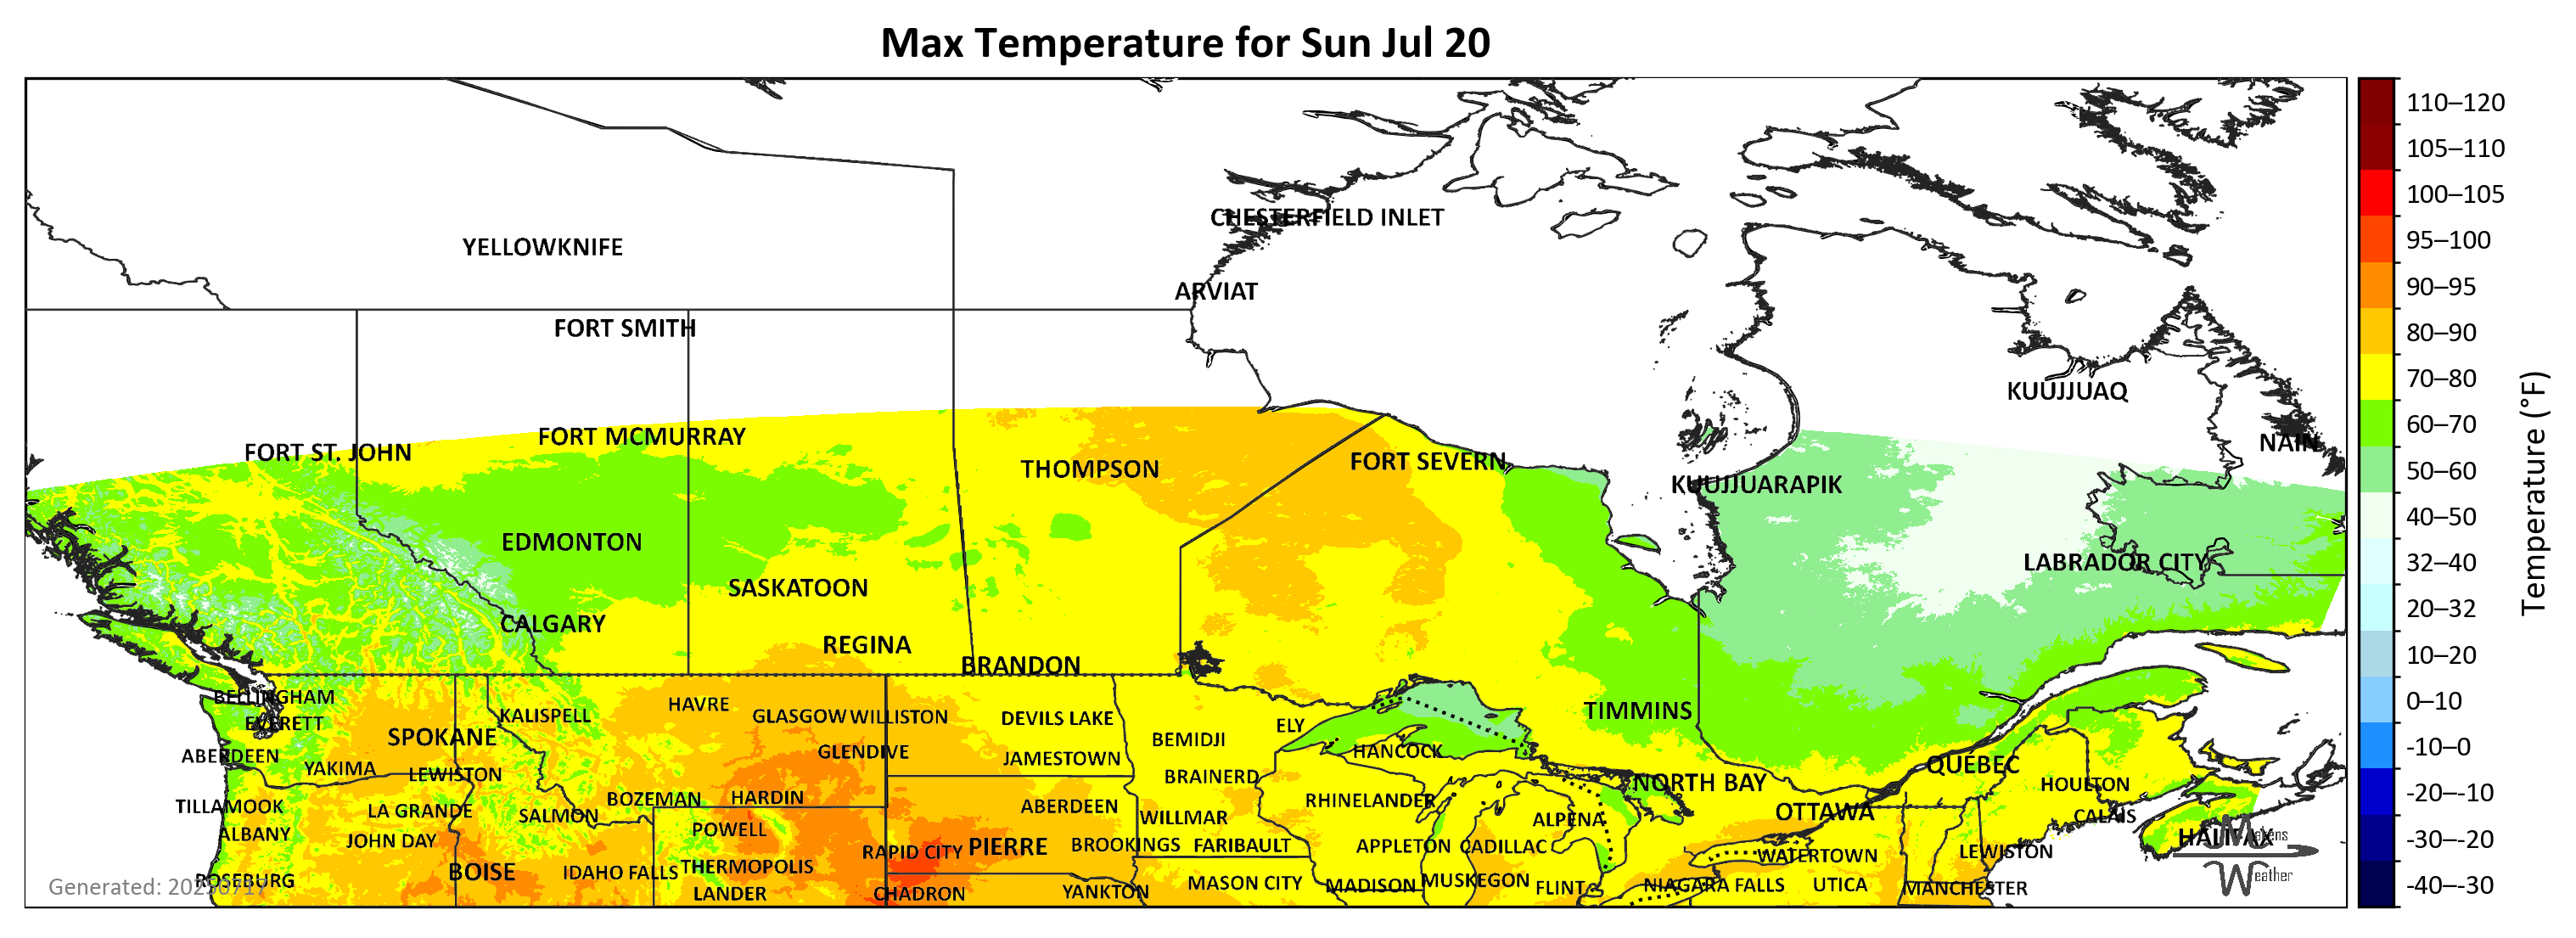 Max Temperature for Sun Jul 20
CHESTERFIELD INLET
YELLOWKNIFE
ARVIAT
FORT SMITH
KUUJJUAQ
FORT MCMURRAY
NAIN
FORT ST. JOHN
FORT SEVERN
THOMPSON
KUUJJUARAPIK
EDMONTON
LABRADOR CITY
SASKATOON
CALGARY
REGINA
BRANDON
BELLINGHAM
HAVRE
TIMMINS
KALISPELL
GLASGOW WILLISTON
DEVILS LAKE
EVERETT
ELY
SPOKANE
BEMIDJI
GLENDIVE
HANCOCK
ABERDEEN
JAMESTOWN
QUEBEC
YAKIMA
LEWISTON
BRAINERD
NORTH BAY
HOULTON
BOZEMAN
HARDIN
RHINELANDER
TILLAMOOK
ABERDEEN
LA GRANDE
OTTAWA
SALMON
CALAIS
WILLMAR
ALPENA
POWELL
ALBANY
HALIFAX
JOHN DAY
BROOKINGS
FARIBAULT
APPLETON
CADILLAC
PIERRE
RAPID CITY
LEWISTON
WATERTOWN
THERMOPOLIS
BOISE
IDAHO FALLS
ROSEBURG
MUSKEGON
MASON CITY
MADISON
NIAGARA FALLS
UTICA
FLINT
MANCHESTER
LANDER
CHADRON
YANKTON
Generated: 20250717
Makens
Weather
110–120
105–110
100–105
95–100
90–95
80–90
70–80
60–70
50–60
40–50
32–40
20–32
10–20
0–10
-10–0
-20–-10
-30–-20
-40–-30
Temperature (°F)